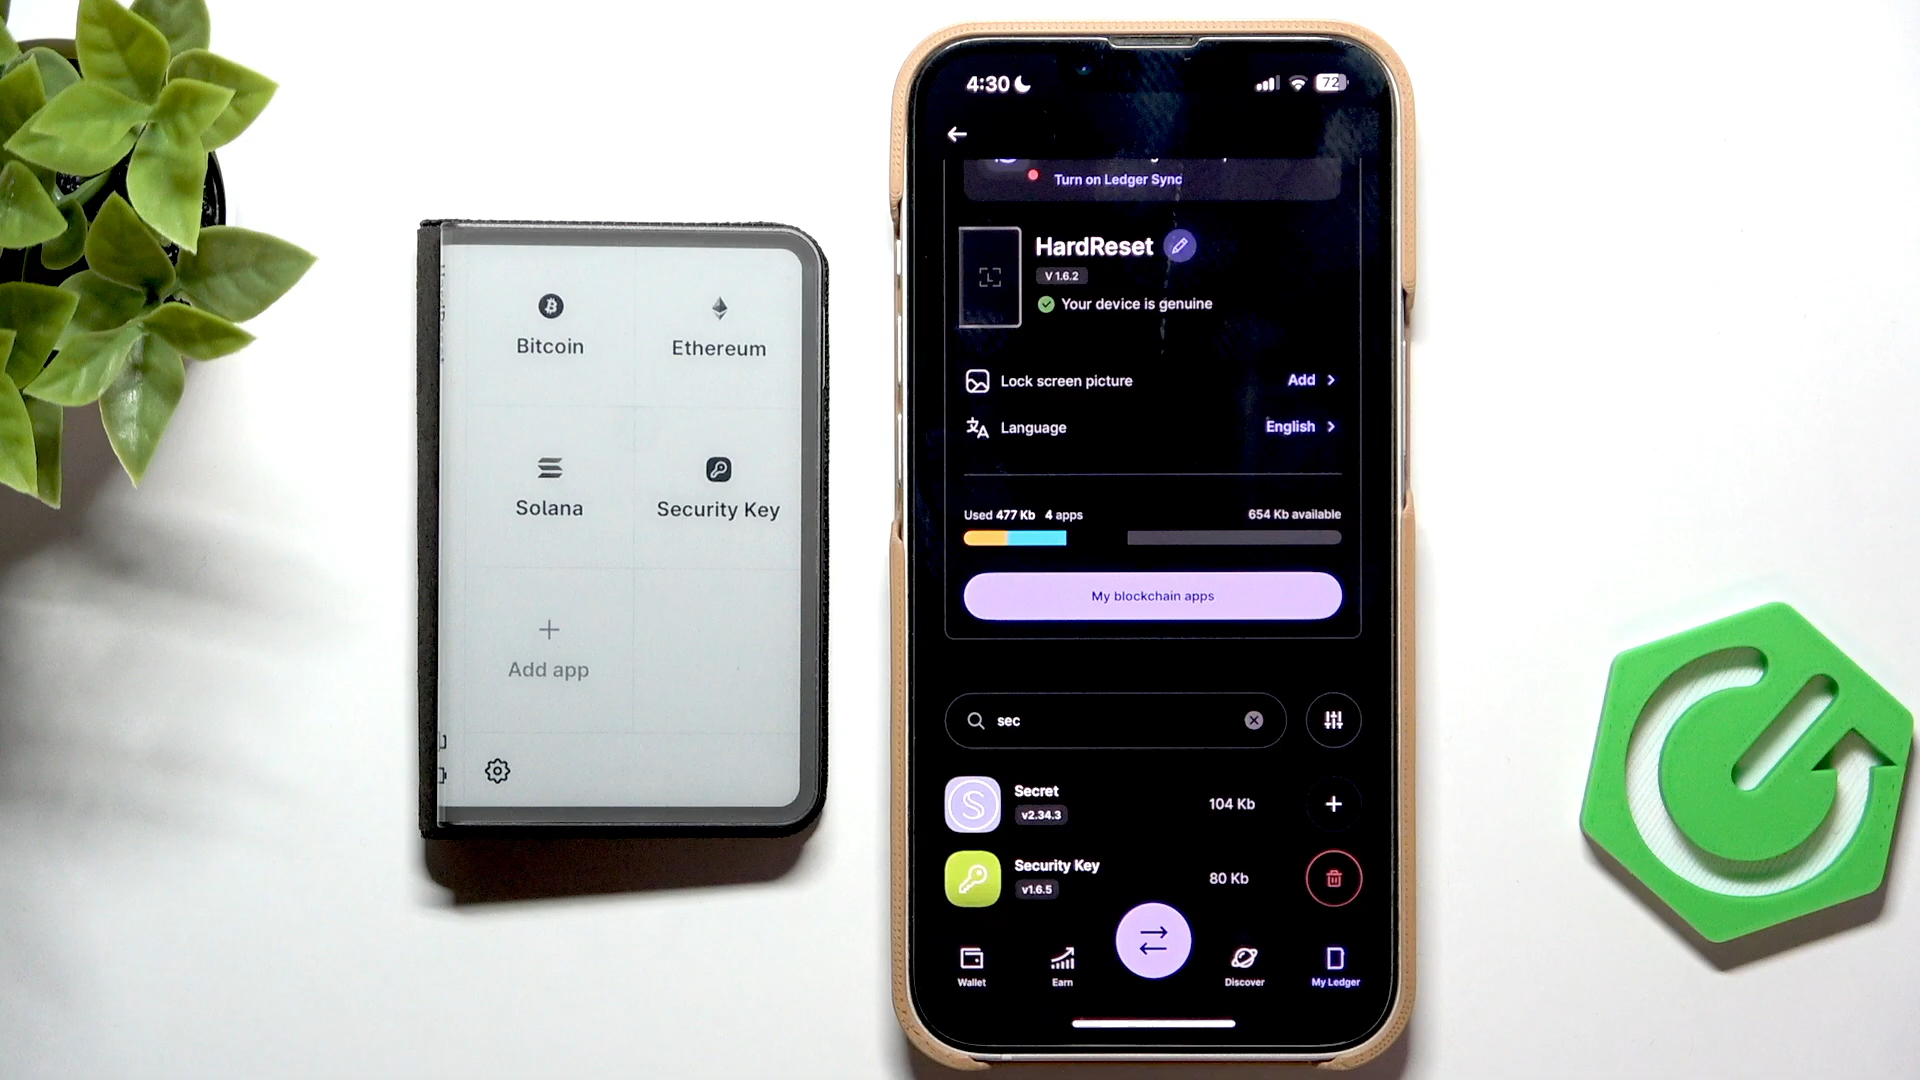 Bitcoin
Ethereum
Solana
Security Key
Add app
4:30
72
Turn on Ledger Sync
HardReset
V 1.6.2
Your device is genuine
Lock screen picture
Add
Language
English
Used 477 Kb 4 apps
654 Kb available
My blockchain apps
sec
Secret
v2.34.3
104 Kb
Security Key
v1.6.5
80 Kb
Wallet
Earn
Discover
My Ledger